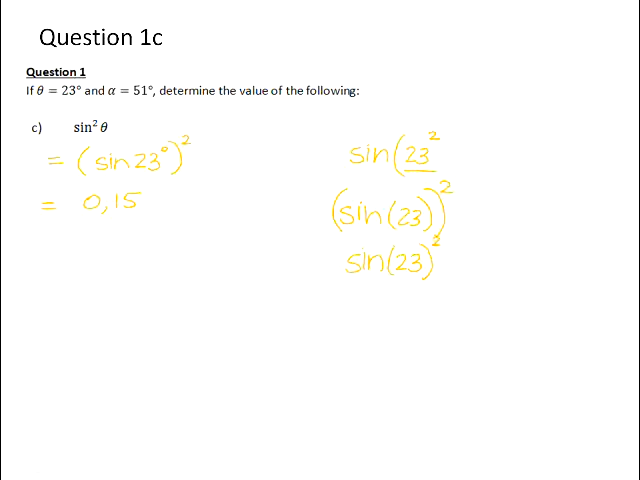 Question 1c
Question 1
If θ = 23° and α = 51°, determine the value of the following:
c) sin² θ
= (sin 23°)²
= 0,15
sin(23²
(sin(23))²
sin(23)²